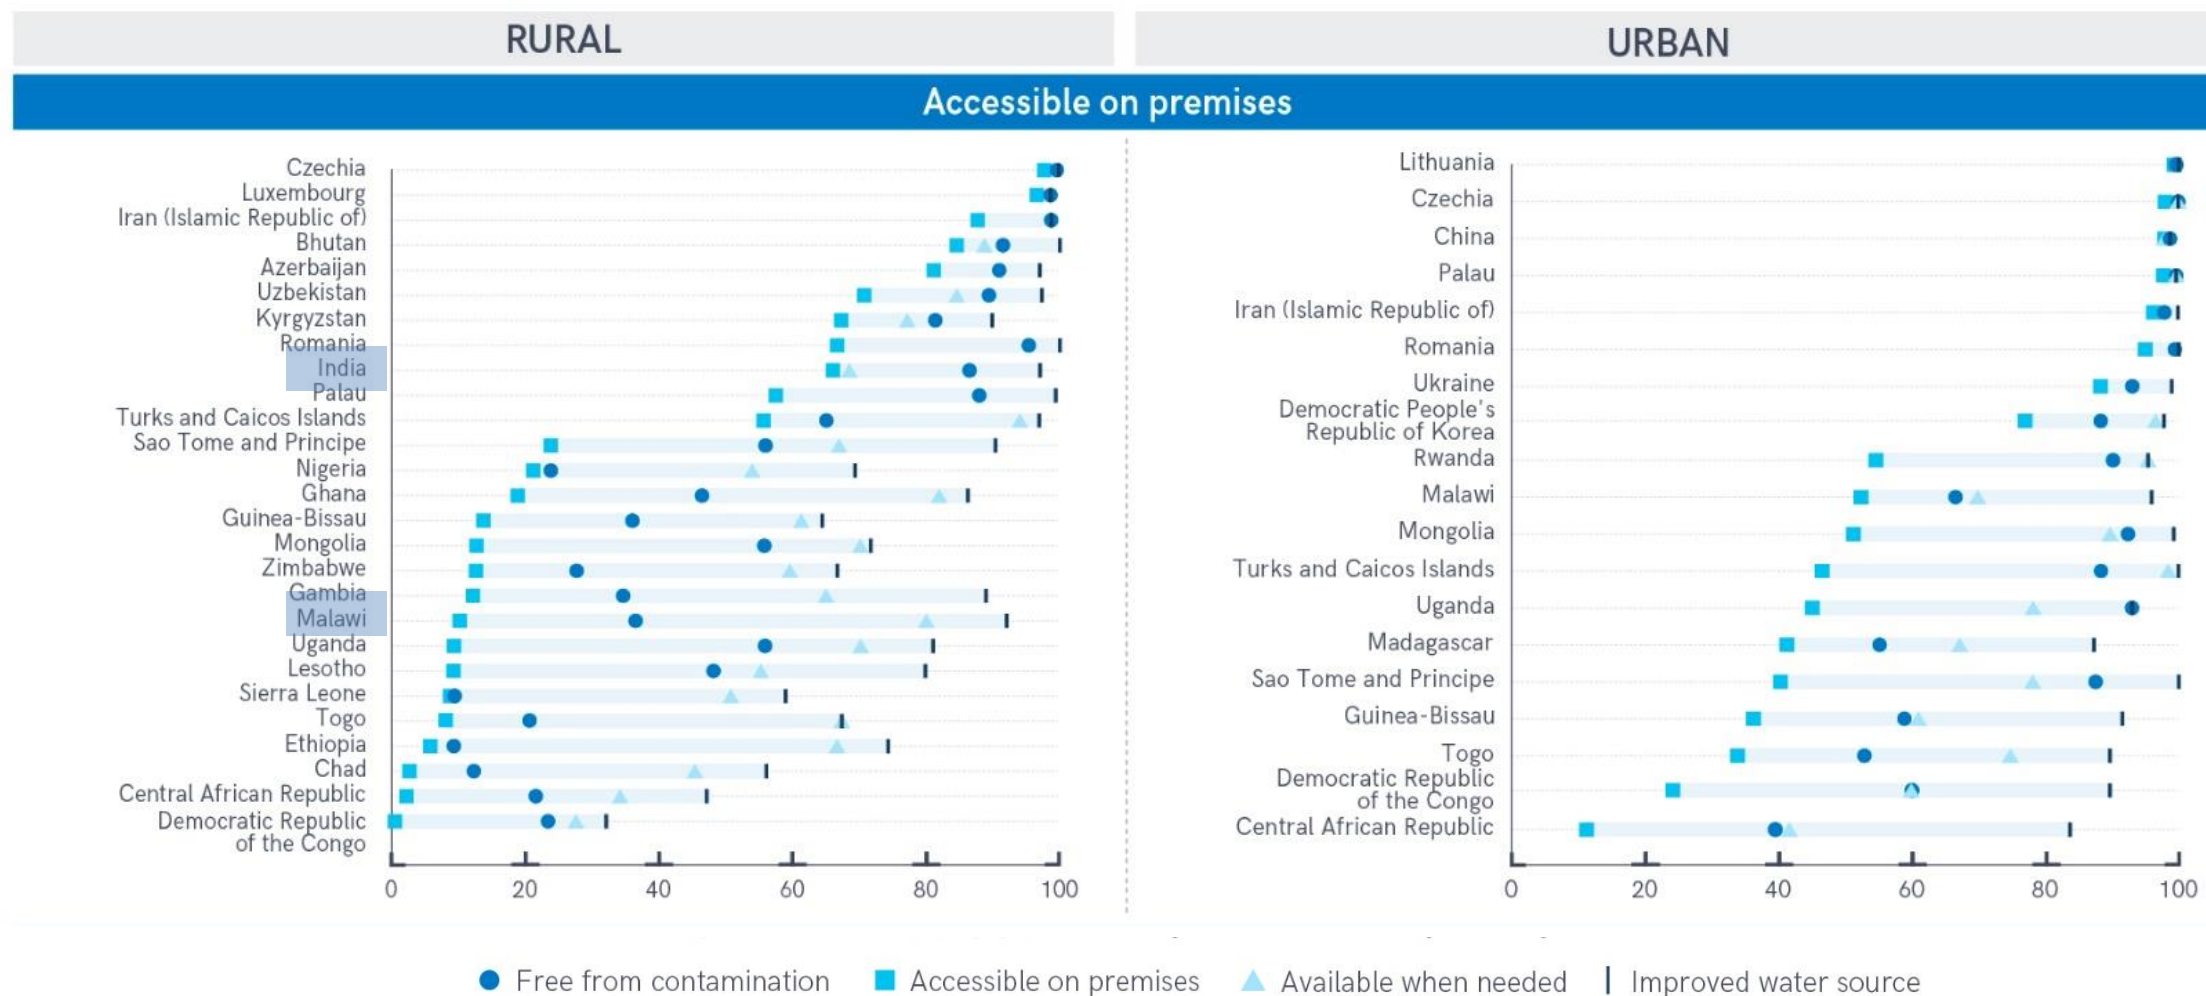 RURAL
URBAN
Accessible on premises
Czechia
Luxembourg
Iran (Islamic Republic of)
Bhutan
Azerbaijan
Uzbekistan
Kyrgyzstan
Romania
India
Palau
Turks and Caicos Islands
Sao Tome and Principe
Nigeria
Ghana
Guinea-Bissau
Mongolia
Zimbabwe
Gambia
Malawi
Uganda
Lesotho
Sierra Leone
Togo
Ethiopia
Chad
Central African Republic
Democratic Republic
of the Congo
0 20 40 60 80 100
Lithuania
Czechia
China
Palau
Iran (Islamic Republic of)
Romania
Ukraine
Democratic People's
Republic of Korea
Rwanda
Malawi
Mongolia
Turks and Caicos Islands
Uganda
Madagascar
Sao Tome and Principe
Guinea-Bissau
Togo
Democratic Republic
of the Congo
Central African Republic
0 20 40 60 80 100
Free from contamination Accessible on premises Available when needed Improved water source